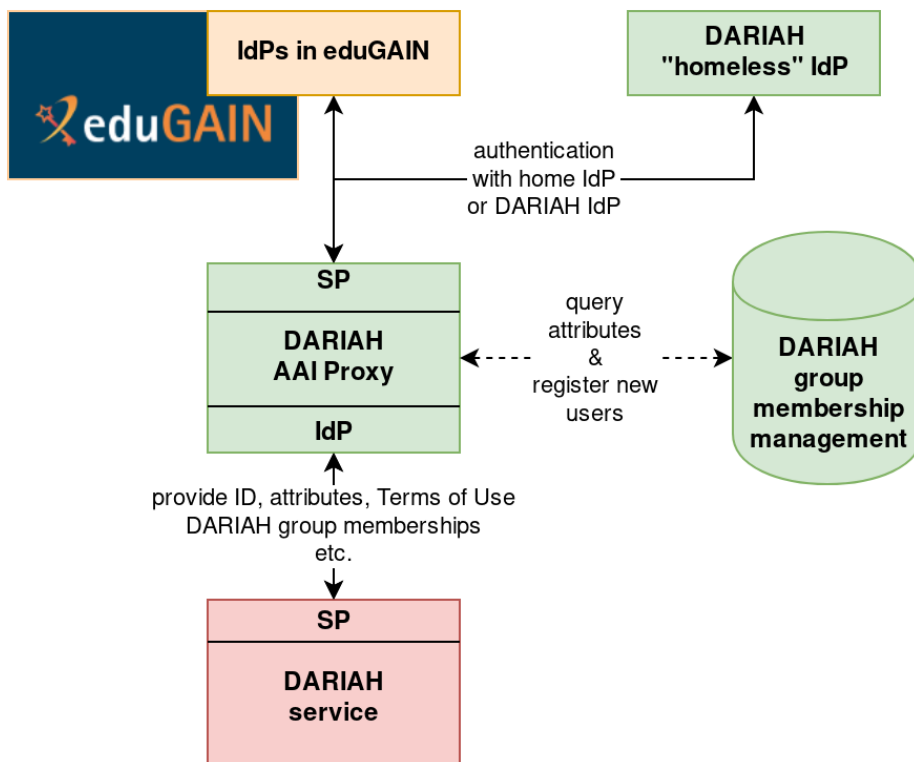 IdPs in eduGAIN
DARIAH
"homeless" IdP
eduGAIN
authentication
with home IdP
or DARIAH IdP
SP
DARIAH
AAI Proxy
IdP
query
attributes
&
register new
users
DARIAH
group
membership
management
provide ID, attributes, Terms of Use
DARIAH group memberships
etc.
SP
DARIAH
service